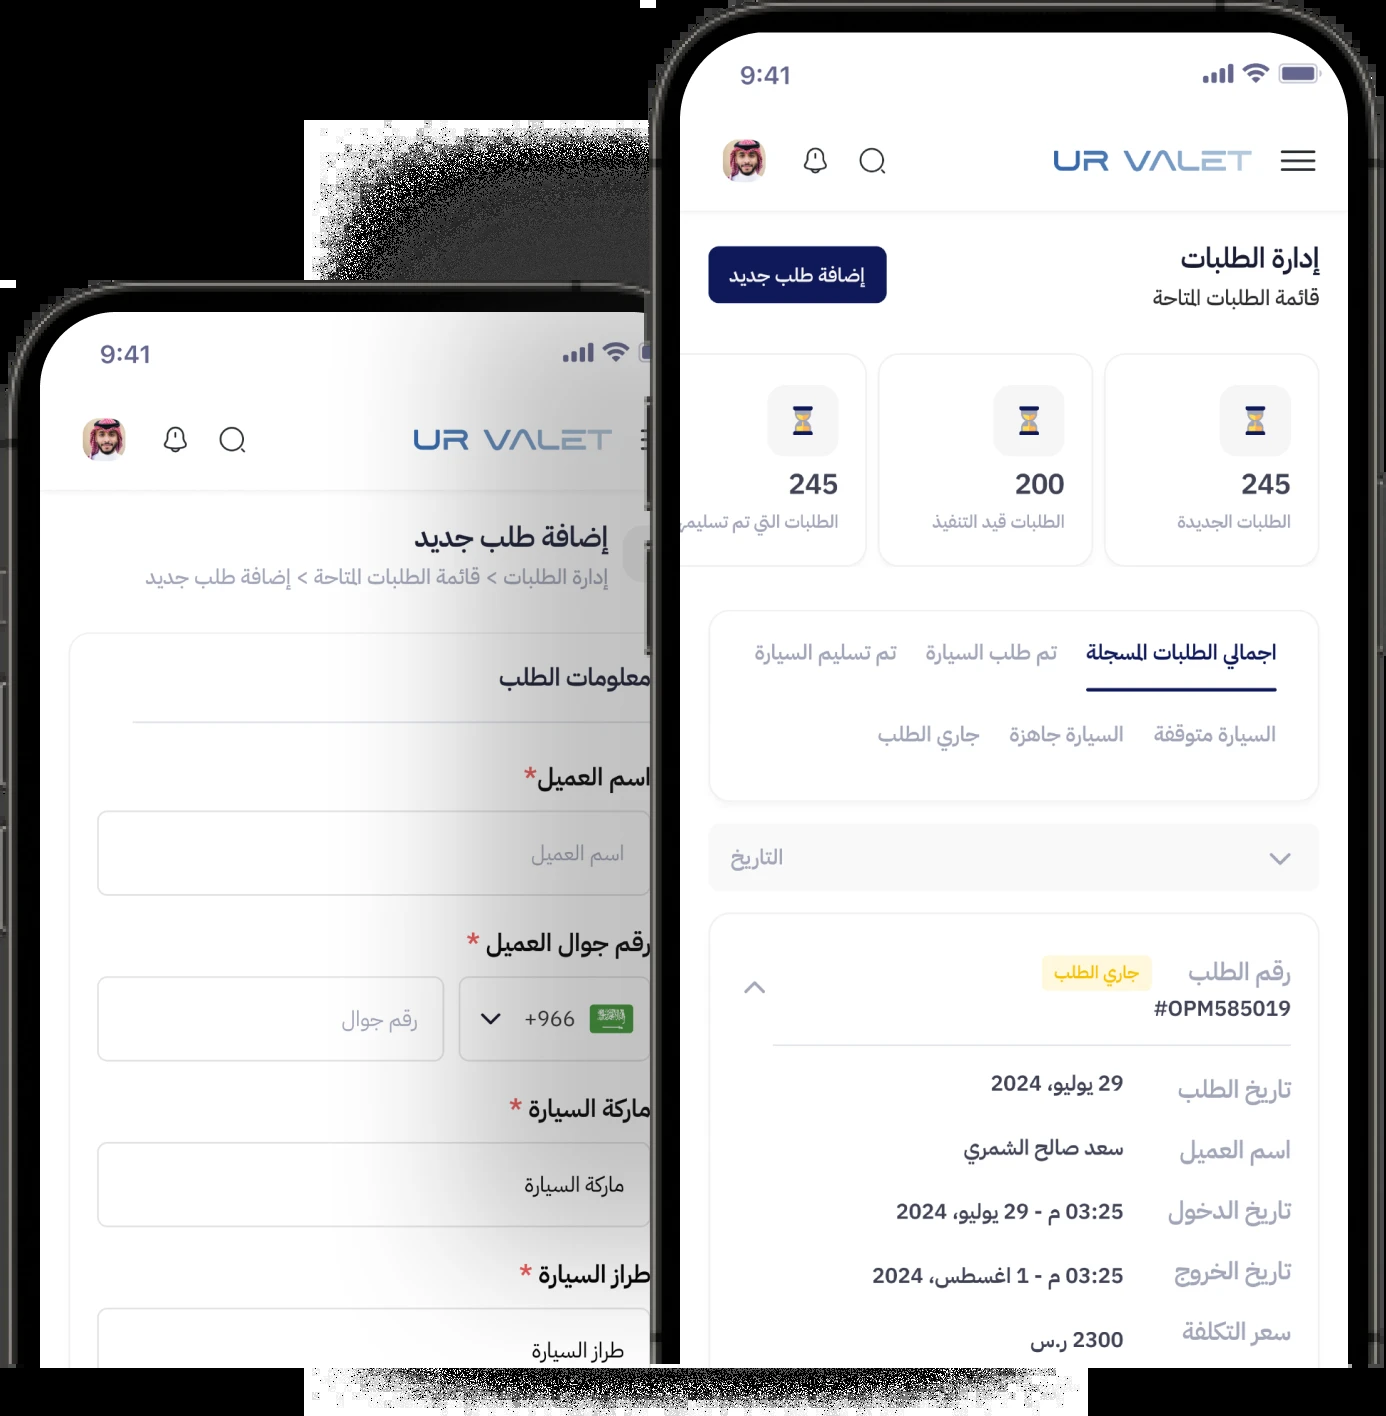 9:41
UR VALET
إدارة الطلبات
قائمة الطلبات المتاحة
إضافة طلب جديد
245
الطلبات الجديدة
200
الطلبات قيد التنفيذ
245
الطلبات التي تم تسليمها
اجمالي الطلبات المسجلة
تم طلب السيارة
تم تسليم السيارة
السيارة متوقفة
السيارة جاهزة
جاري الطلب
التاريخ
رقم الطلب
جاري الطلب
#OPM585019
تاريخ الطلب
29 يوليو، 2024
اسم العميل
سعد صالح الشمري
تاريخ الدخول
03:25 م - 29 يوليو، 2024
تاريخ الخروج
03:25 م - 1 اغسطس، 2024
سعر التكلفة
2300 ر.س
9:41
UR VALET
إضافة طلب جديد
إدارة الطلبات > قائمة الطلبات المتاحة > إضافة طلب جديد
معلومات الطلب
اسم العميل*
اسم العميل
رقم جوال العميل *
+966
رقم جوال
ماركة السيارة *
ماركة السيارة
طراز السيارة *
طراز السيارة